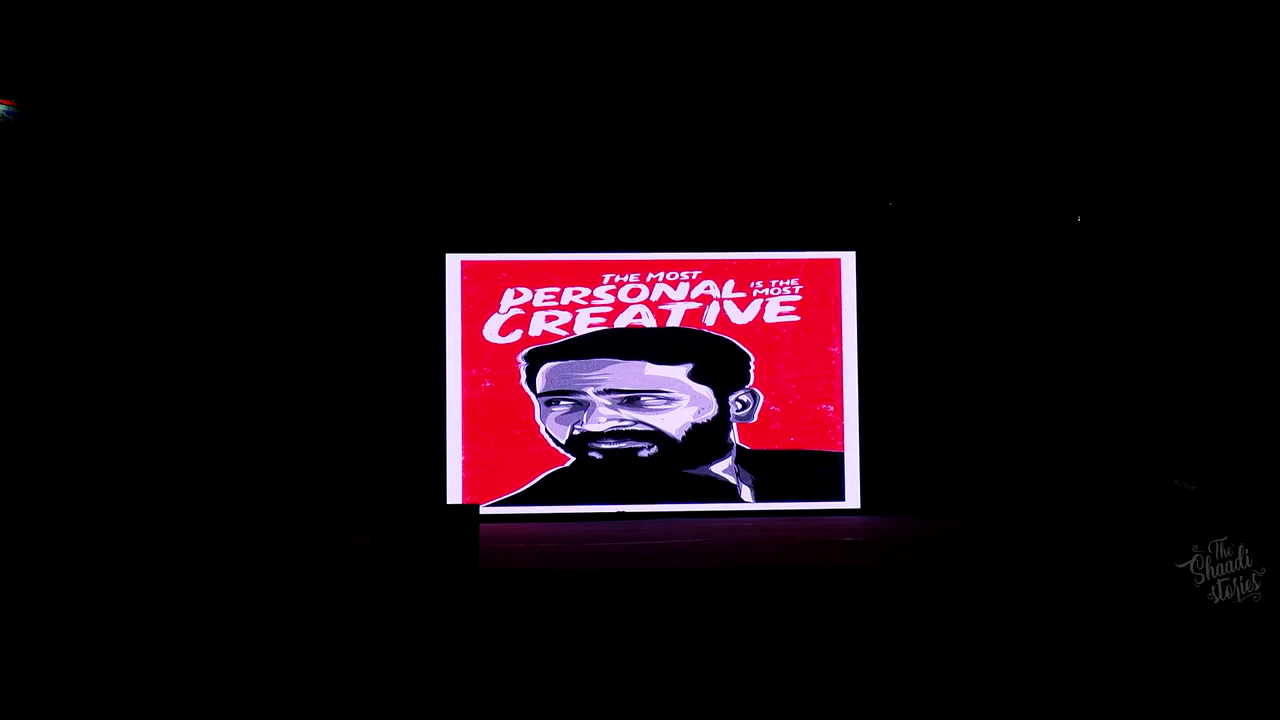 THE MOST
PERSONAL IS THE MOST
CREATIVE
The
Shaadi
stories